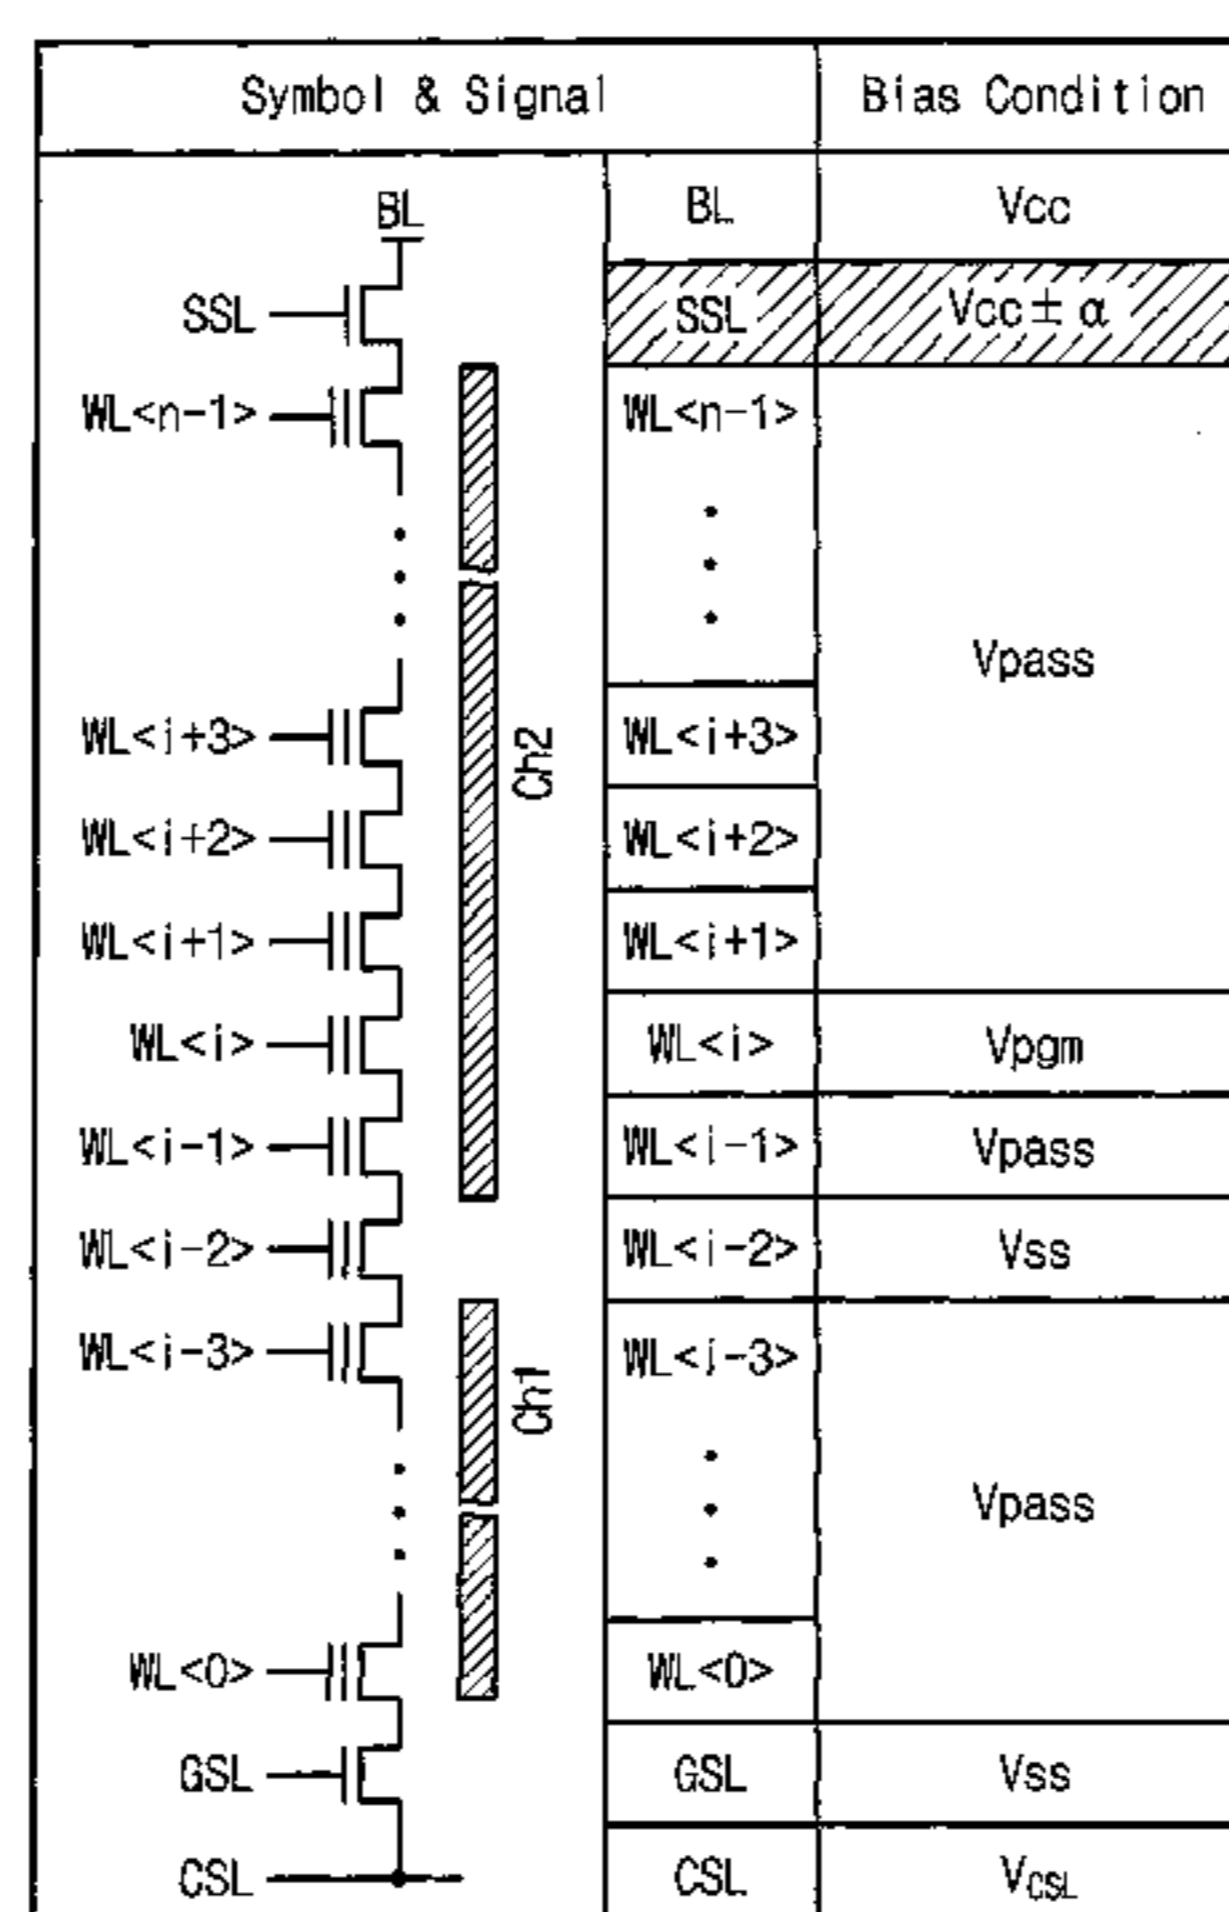 Symbol & Signal
Bias Condition
BL
SSL
WL<n-1>
WL<i+3>
WL<i+2>
WL<i+1>
WL<i>
WL<i-1>
WL<i-2>
WL<i-3>
WL<0>
GSL
CSL
Ch2
Ch1
BL Vcc
SSL Vcc ± α
WL<n-1>
Vpass
WL<i+3>
WL<i+2>
WL<i+1>
WL<i> Vpgm
WL<i-1> Vpass
WL<i-2> Vss
WL<i-3>
Vpass
WL<0>
GSL Vss
CSL VCSL